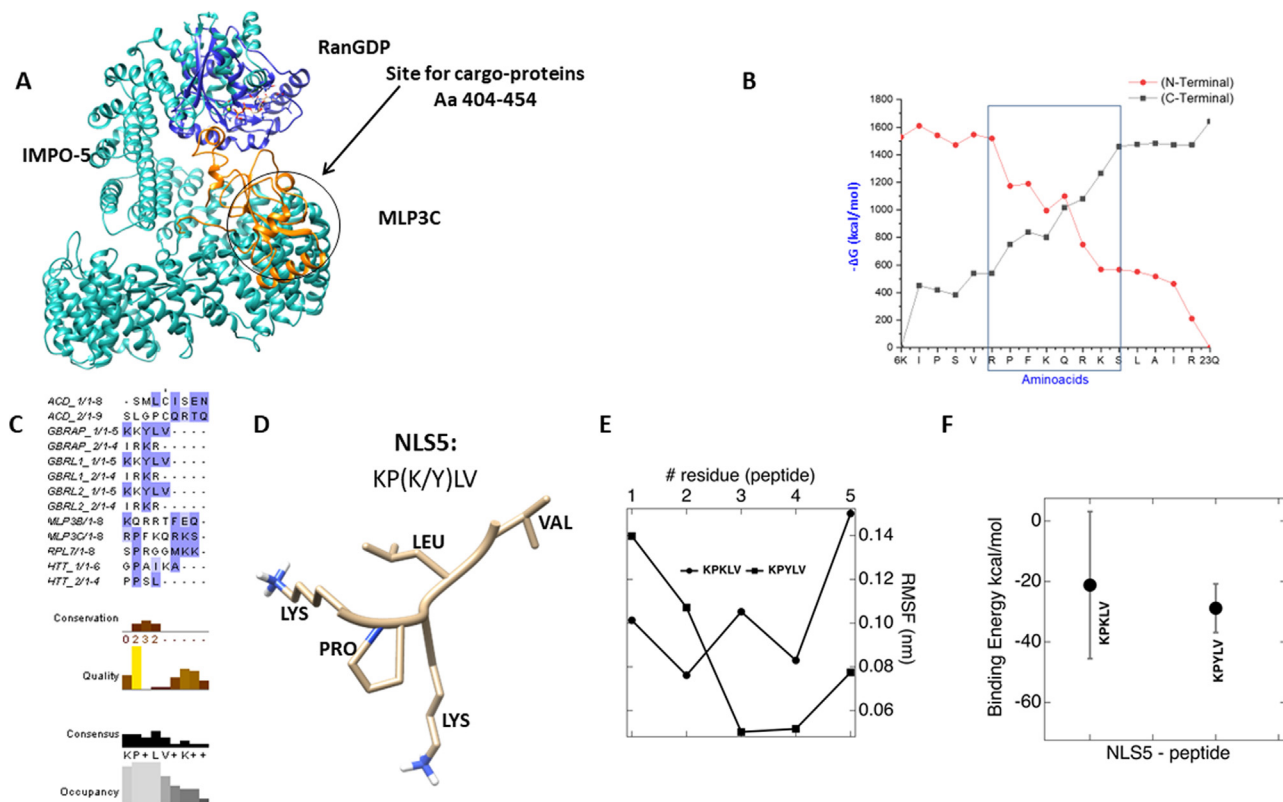 A
RanGDP
Site for cargo-proteins
Aa 404-454
IMPO-5
MLP3C
B
(N-Terminal)
(C-Terminal)
1800
1600
1400
1200
1000
800
600
400
200
0
-ΔG (kcal/mol)
6K I P S V R P F K Q R K S L A I R 23Q
Aminoacids
C
ACD_1/1-8 - S M L C I S E N
ACD_2/1-9 S L G P C Q R T Q
GBRAP_1/1-5 K K Y L V - - - -
GBRAP_2/1-4 I R K R - - - - -
GBRL1_1/1-5 K K Y L V - - - -
GBRL1_2/1-4 I R K R - - - - -
GBRL2_1/1-5 K K Y L V - - - -
GBRL2_2/1-4 I R K R - - - - -
MLP3B/1-8 K Q R R T F E Q -
MLP3C/1-8 R P F K Q R K S -
RPL7/1-8 S P R G G M K K -
HTT_1/1-6 G P A I K A - - -
HTT_2/1-4 P P S L - - - - -
Conservation
0 2 3 2 - - - - -
Quality
Consensus
K P + L V + K + +
Occupancy
D
NLS5:
KP(K/Y)LV
LEU
VAL
LYS
PRO
LYS
E
# residue (peptide)
1 2 3 4 5
KPKLV KPYLV
0.14
0.12
0.10
0.08
0.06
RMSF (nm)
F
0
-20
-40
-60
Binding Energy kcal/mol
KPKLV
KPYLV
NLS5 - peptide